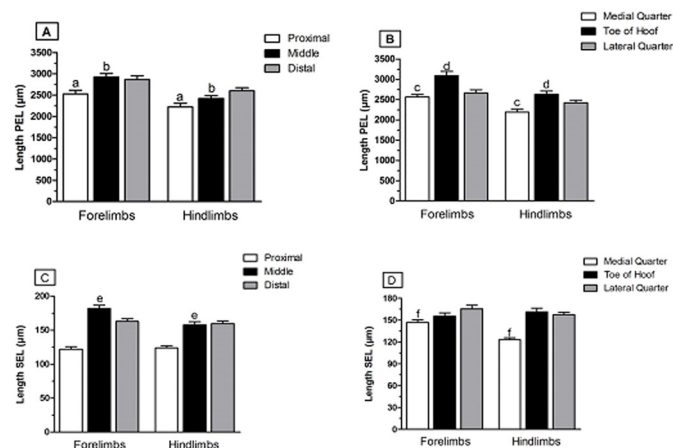 A
Proximal
Middle
Distal
Length PEL (µm)
3500
3000
2500
2000
1500
1000
500
0
a
b
a
b
Forelimbs
Hindlimbs
B
Medial Quarter
Toe of Hoof
Lateral Quarter
Length PEL (µm)
3500
3000
2500
2000
1500
1000
500
0
c
d
c
d
Forelimbs
Hindlimbs
C
Proximal
Middle
Distal
Length SEL (µm)
200
150
100
50
0
e
e
Forelimbs
Hindlimbs
D
Medial Quarter
Toe of Hoof
Lateral Quarter
Length SEL (µm)
180
150
120
90
60
30
0
f
f
Forelimbs
Hindlimbs